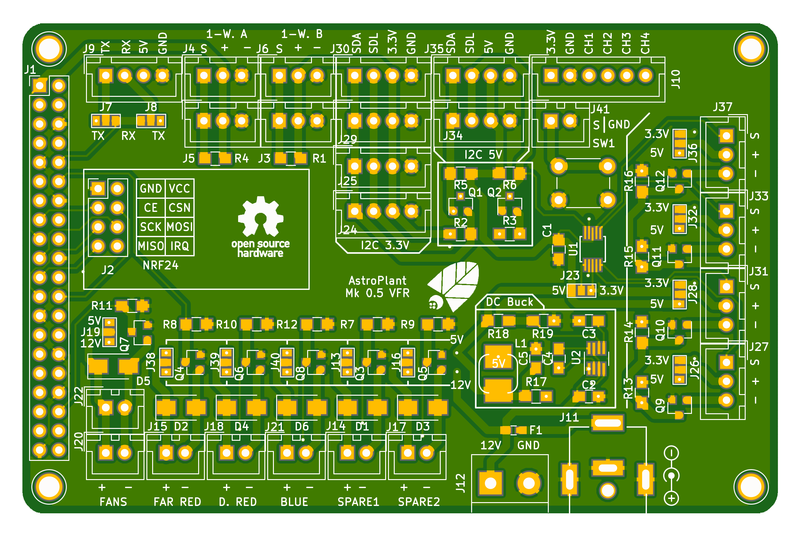 1-W. A 1-W. B
J9 TX RX 5V GND J4 S + − J6 S + − J30 SDA SDL 3.3V GND J35 SDA SDL 5V GND 3.3V GND CH1 CH2 CH3 CH4
J1
J10
J7 J8 J41 J37
TX RX TX J29 J34 S|GND 3.3V J36 S
SW1 5V +
J5 R4 J3 R1 I2C 5V −
J25 R5 Q1 Q2 R6 R16 Q12
GND VCC
CE CSN
SCK MOSI
MISO IRQ
J2 NRF24
open source
hardware
J24 R2 R3 J33
I2C 3.3V 3.3V J32 S
C1 U1 5V +
R15 Q11 −
AstroPlant
Mk 0.5 VFR
J23
5V 3.3V
J31
3.3V J28 S
5V +
R14 Q10 −
DC Buck
R11 R8 R10 R12 R7 R9 R18 R19 C3
5V J19 12V Q7
5V
J38 Q4 J39 Q6 J40 Q8 J13 Q3 J16 Q5
L1 5V C5 C4 U2
R17 C2
12V
D5
J27
3.3V J26 S
5V +
R13 Q9 −
J22
J15 D2 J18 D4 J21 D6 J14 D1 J17 D3
J20
F1 J11
12V GND
J12
+ − + − + − + − + −
FANS FAR RED D. RED BLUE SPARE1 SPARE2
− +